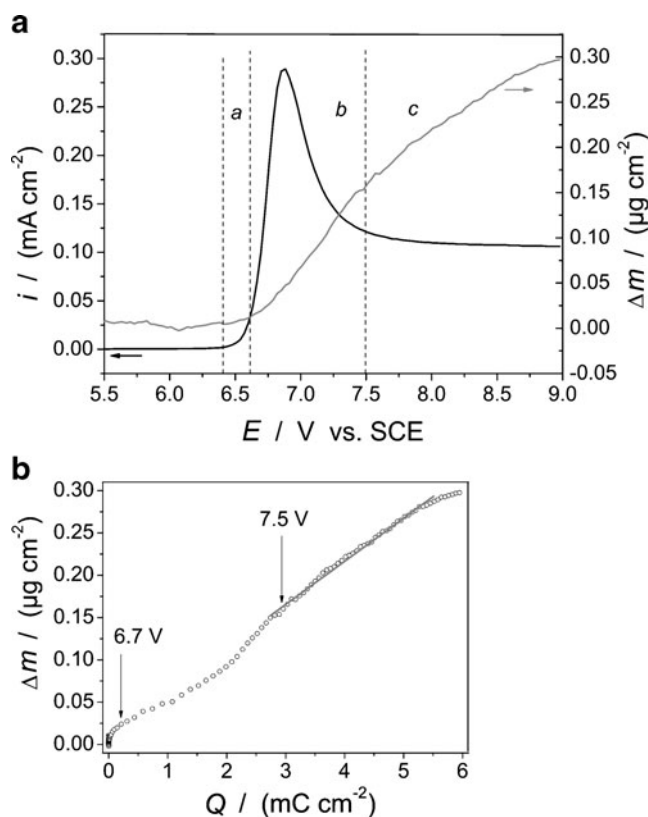 a
0.30
0.25
0.20
0.15
0.10
0.05
0.00
i / (mA cm⁻²)
a
b
c
0.30
0.25
0.20
0.15
0.10
0.05
0.00
-0.05
Δm / (µg cm⁻²)
5.5 6.0 6.5 7.0 7.5 8.0 8.5 9.0
E / V vs. SCE
b
0.30
0.25
0.20
0.15
0.10
0.05
0.00
Δm / (µg cm⁻²)
7.5 V
6.7 V
0 1 2 3 4 5 6
Q / (mC cm⁻²)